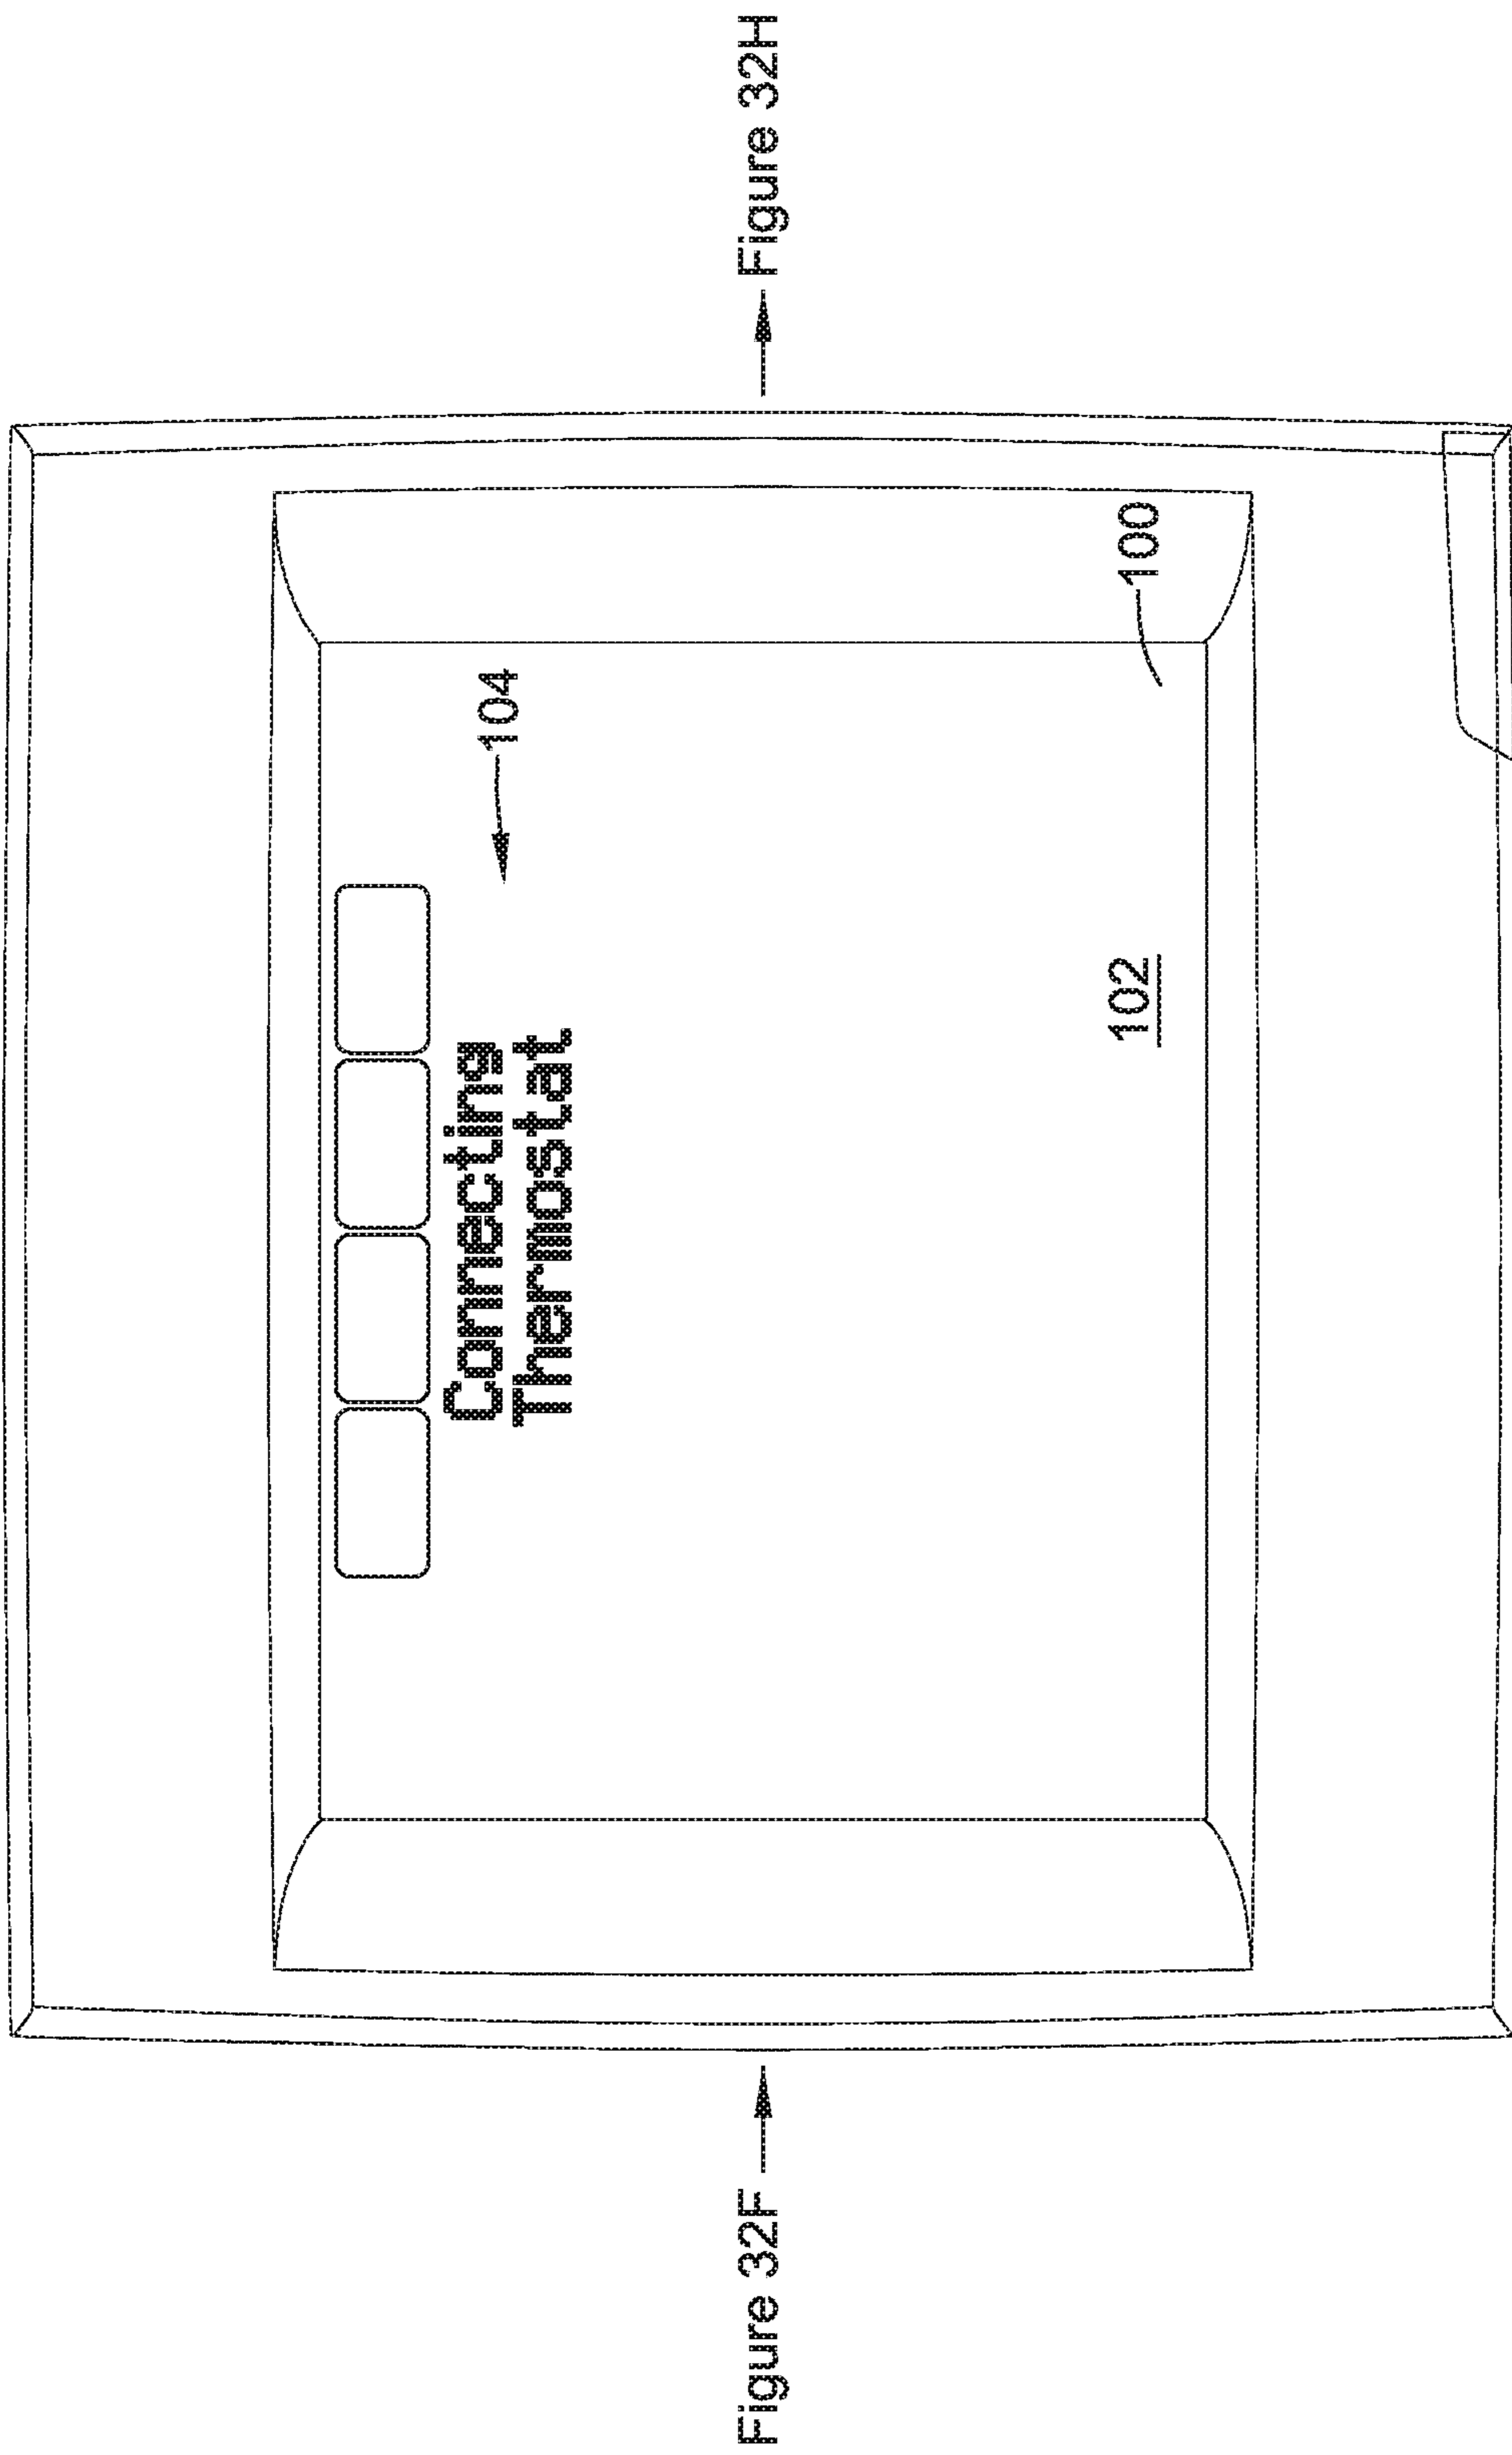 Connecting
Thermostat
104
100
102
Figure 32F
Figure 32H